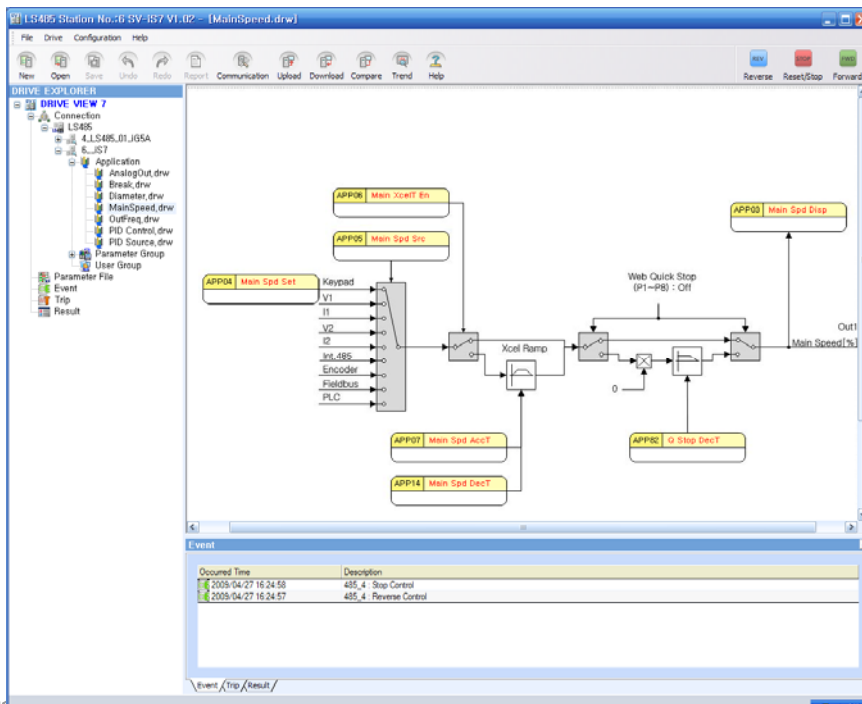 LS485 Station No.:6 SV-iS7 V1.02 - [MainSpeed.drw]
File Drive Configuration Help
New Open Save Undo Redo Report Communication Upload Download Compare Trend Help Reverse Reset/Stop Forward
REV STOP FWD
DRIVE EXPLORER
DRIVE VIEW 7
Connection
LS485
4_LS485_01_iG5A
6__iS7
Application
AnalogOut,drw
Break,drw
Diameter,drw
MainSpeed,drw
OutFreq,drw
PID Control,drw
PID Source,drw
Parameter Group
User Group
Parameter File
Event
Trip
Result
APP06 Main XcelT En
APP03 Main Spd Disp
APP05 Main Spd Src
APP04 Main Spd Set
Keypad
V1
I1
V2
I2
Int,485
Encoder
Fieldbus
PLC
Web Quick Stop
(P1~P8) : Off
Xcel Ramp
0
Out1
Main Speed[%]
APP07 Main Spd AccT
APP82 Q Stop DecT
APP14 Main Spd DecT
Event
Occurred Time Description
2009/04/27 16:24:58 485_4 : Stop Control
2009/04/27 16:24:57 485_4 : Reverse Control
Event Trip Result